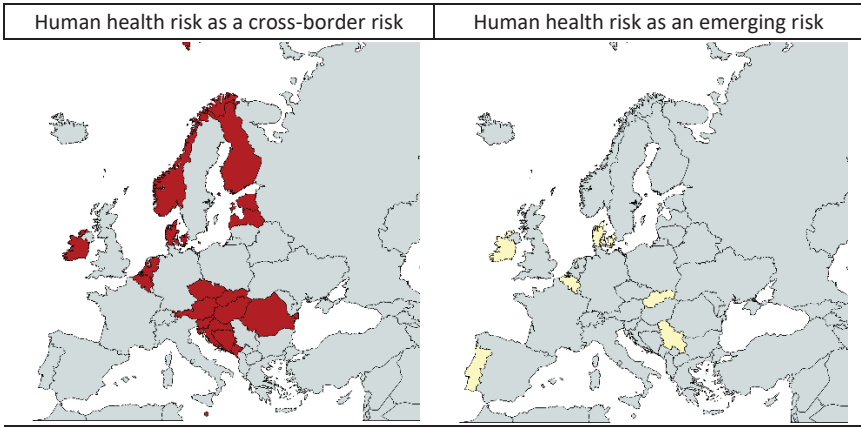 Human health risk as a cross-border risk
Human health risk as an emerging risk